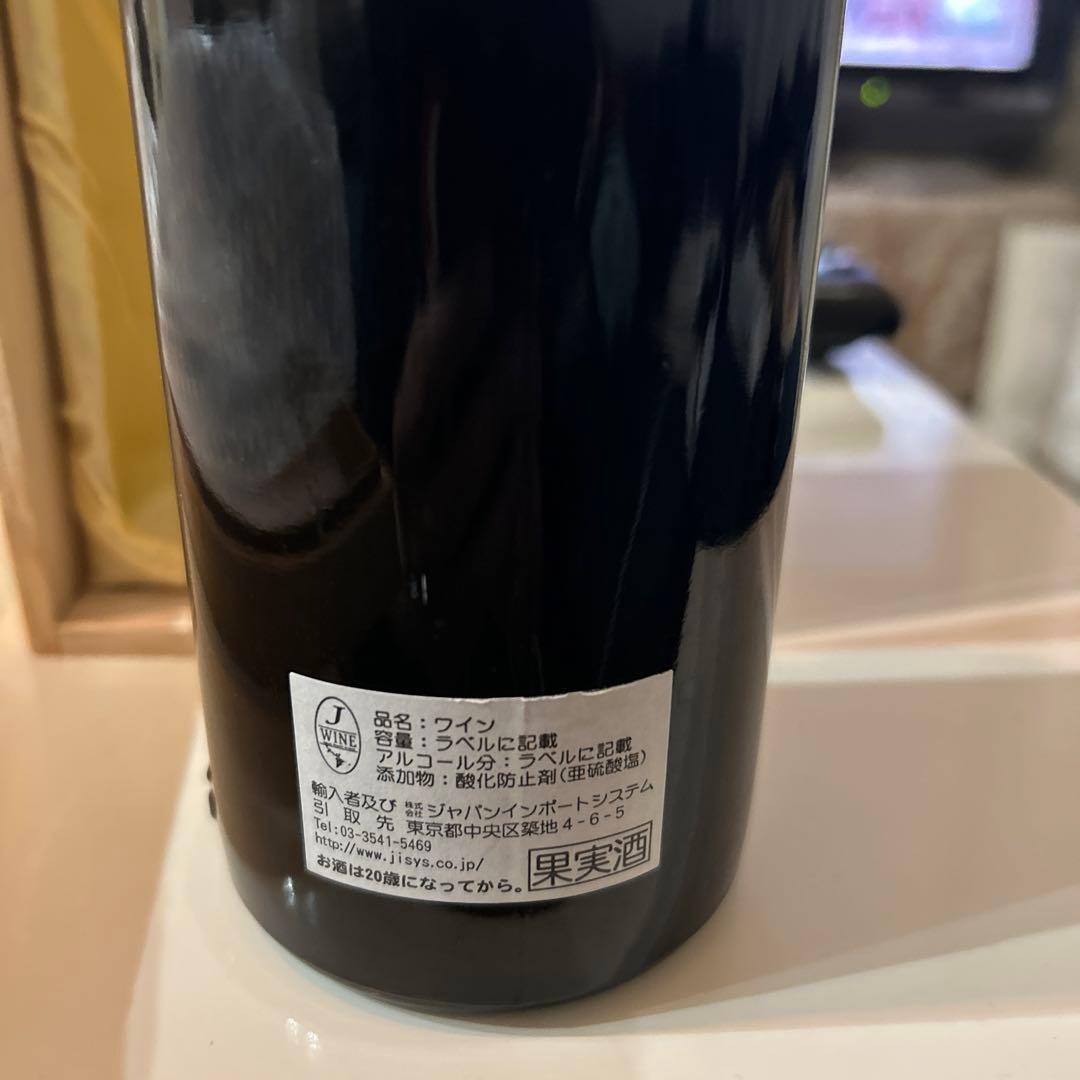 J
WINE
品名：ワイン
容量：ラベルに記載
アルコール分：ラベルに記載
添加物：酸化防止剤(亜硫酸塩)
輸入者及び 株式会社 ジャパンインポートシステム
引取先 東京都中央区築地4-6-5
Tel:03-3541-5469
http://www.jisys.co.jp/
お酒は20歳になってから。
果実酒